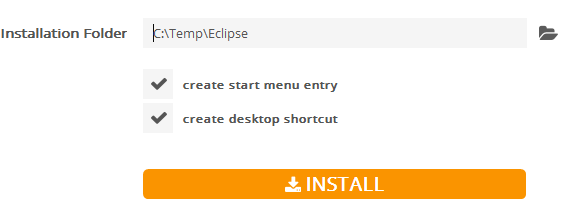 Installation Folder C:\Temp\Eclipse
create start menu entry
create desktop shortcut
INSTALL